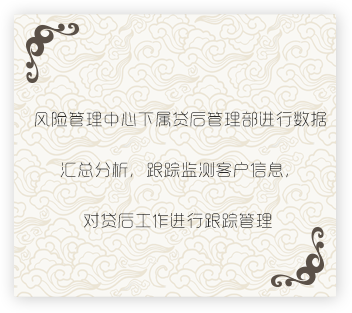 风险管理中心下属贷后管理部进行数据
汇总分析，跟踪监测客户信息，
对贷后工作进行跟踪管理